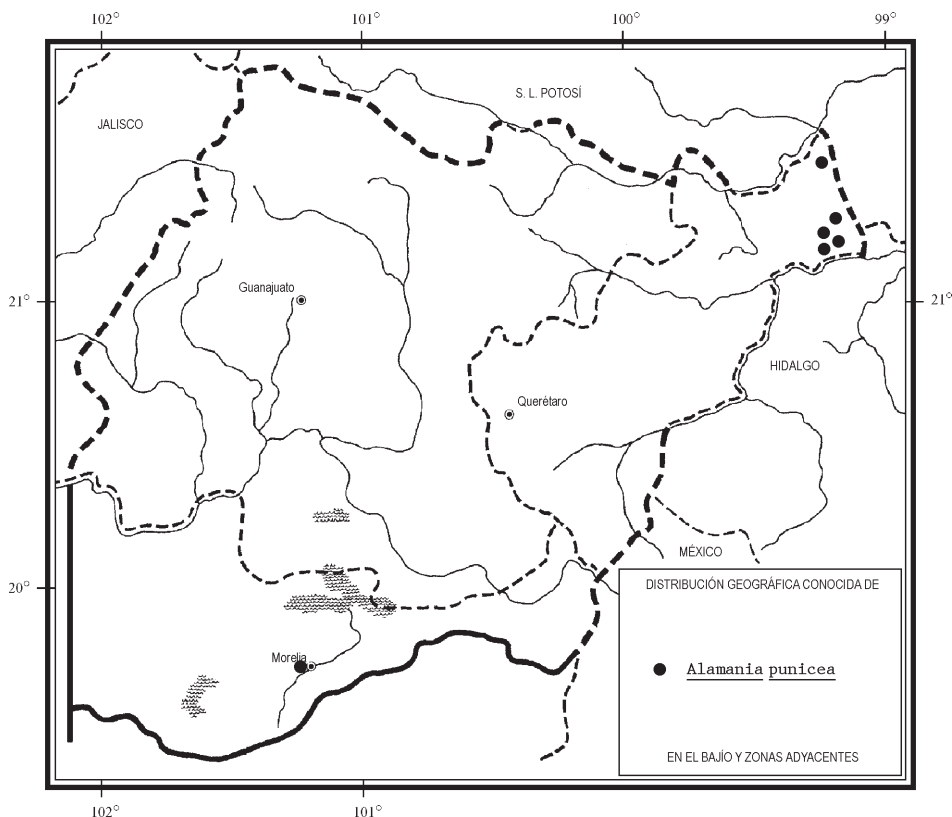 102° 101° 100° 99°
S. L. POTOSÍ
JALISCO
Guanajuato
21° 21°
HIDALGO
Querétaro
MÉXICO
20°
DISTRIBUCIÓN GEOGRÁFICA CONOCIDA DE
Morelia
Alamania punicea
EN EL BAJÍO Y ZONAS ADYACENTES
102° 101°